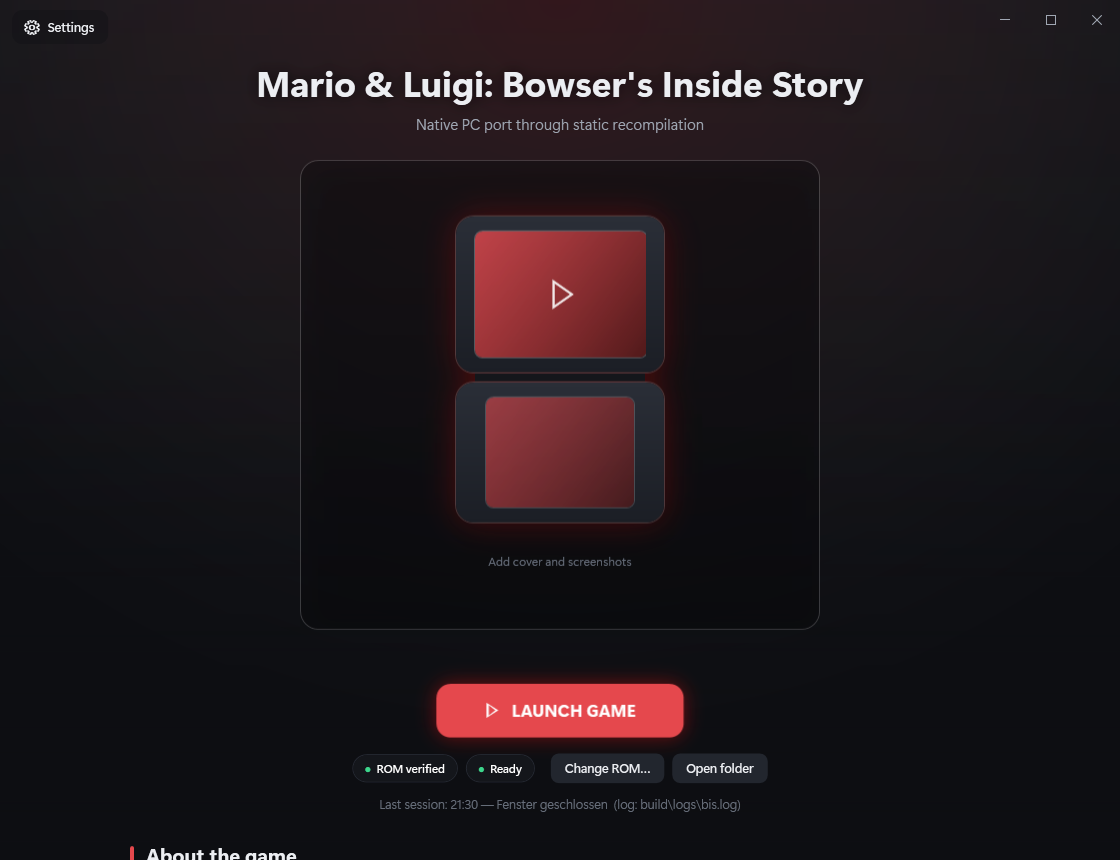 Settings
Mario & Luigi: Bowser's Inside Story
Native PC port through static recompilation
Add cover and screenshots
LAUNCH GAME
ROM verified Ready Change ROM... Open folder
Last session: 21:30 — Fenster geschlossen (log: build\logs\bis.log)
About the game